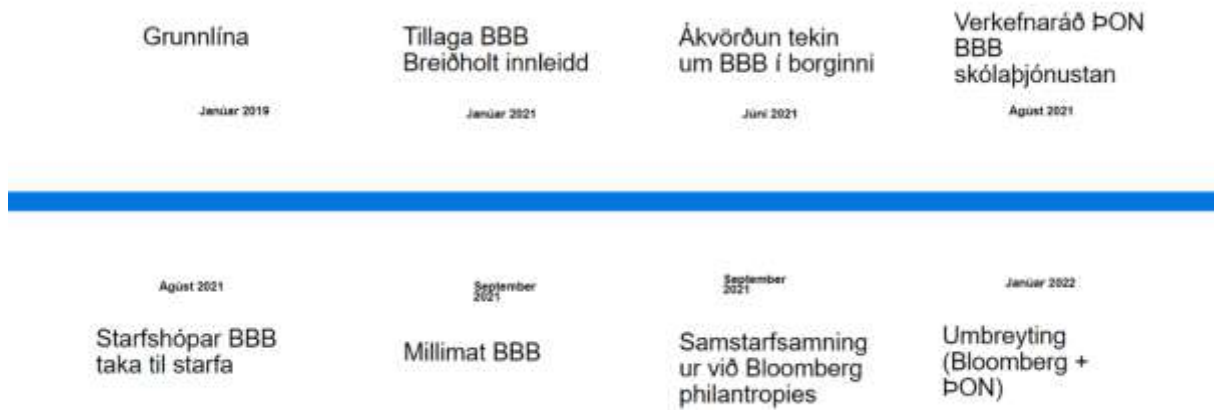 Grunnlína
Janúar 2019
Tillaga BBB
Breiðholt innleidd
Janúar 2021
Ákvörðun tekin
um BBB í borginni
Júní 2021
Verkefnaráð ÞON
BBB
skólaþjónustan
Ágúst 2021
Ágúst 2021
Starfshópar BBB
taka til starfa
September
2021
Millimat BBB
September
2021
Samstarfsamning
ur við Bloomberg
philantropies
Janúar 2022
Umbreyting
(Bloomberg +
ÞON)